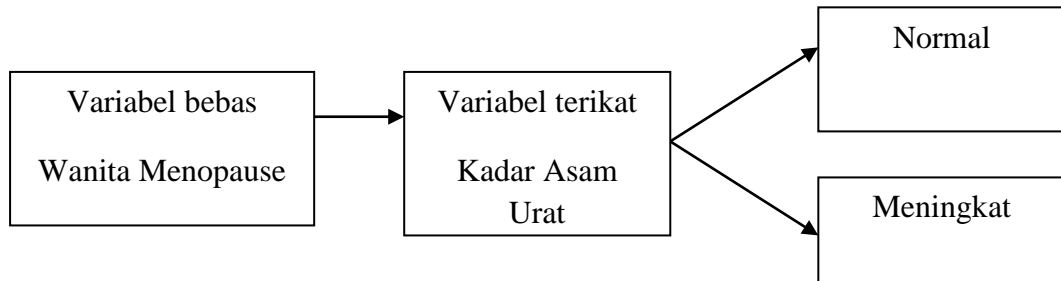 Variabel bebas
Wanita Menopause
Variabel terikat
Kadar Asam
Urat
Normal
Meningkat